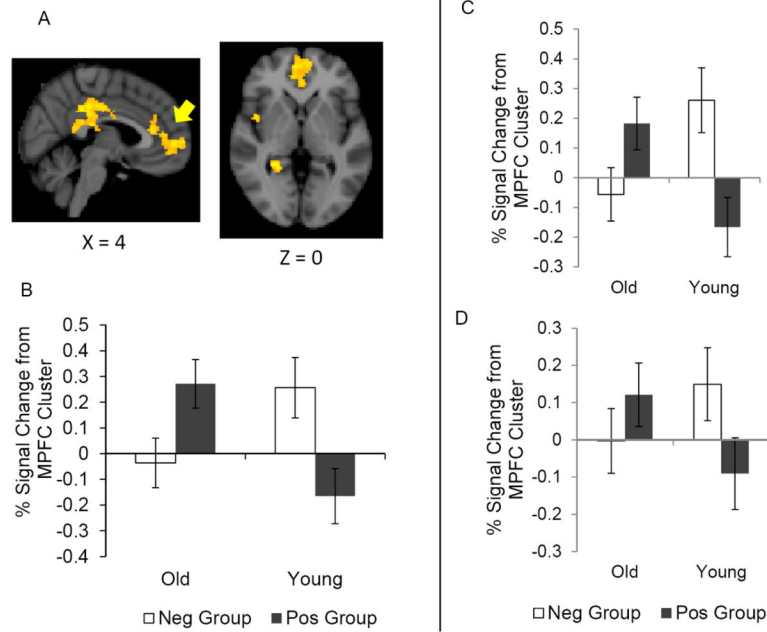 A
X = 4
Z = 0
B
% Signal Change from
MPFC Cluster
0.5
0.4
0.3
0.2
0.1
0
-0.1
-0.2
-0.3
-0.4
Old
Young
Neg Group
Pos Group
C
% Signal Change from
MPFC Cluster
0.5
0.4
0.3
0.2
0.1
0
-0.1
-0.2
-0.3
Old
Young
D
% Signal Change from
MPFC Cluster
0.3
0.2
0.1
0
-0.1
-0.2
-0.3
Old
Young
Neg Group
Pos Group